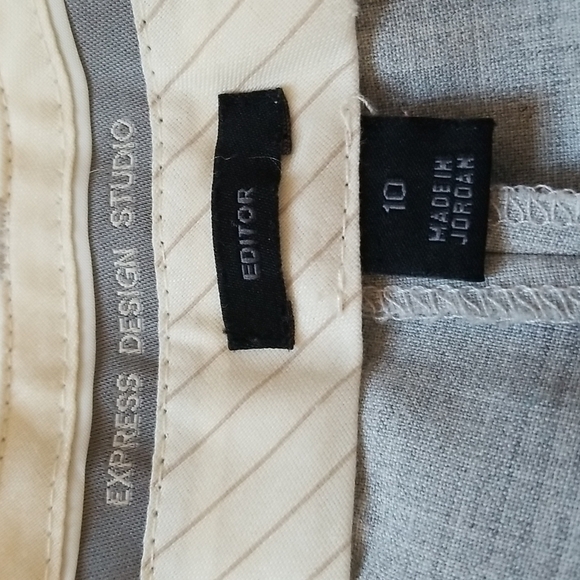 EXPRESS DESIGN STUDIO
EDITOR
10
MADE IN
JORDAN